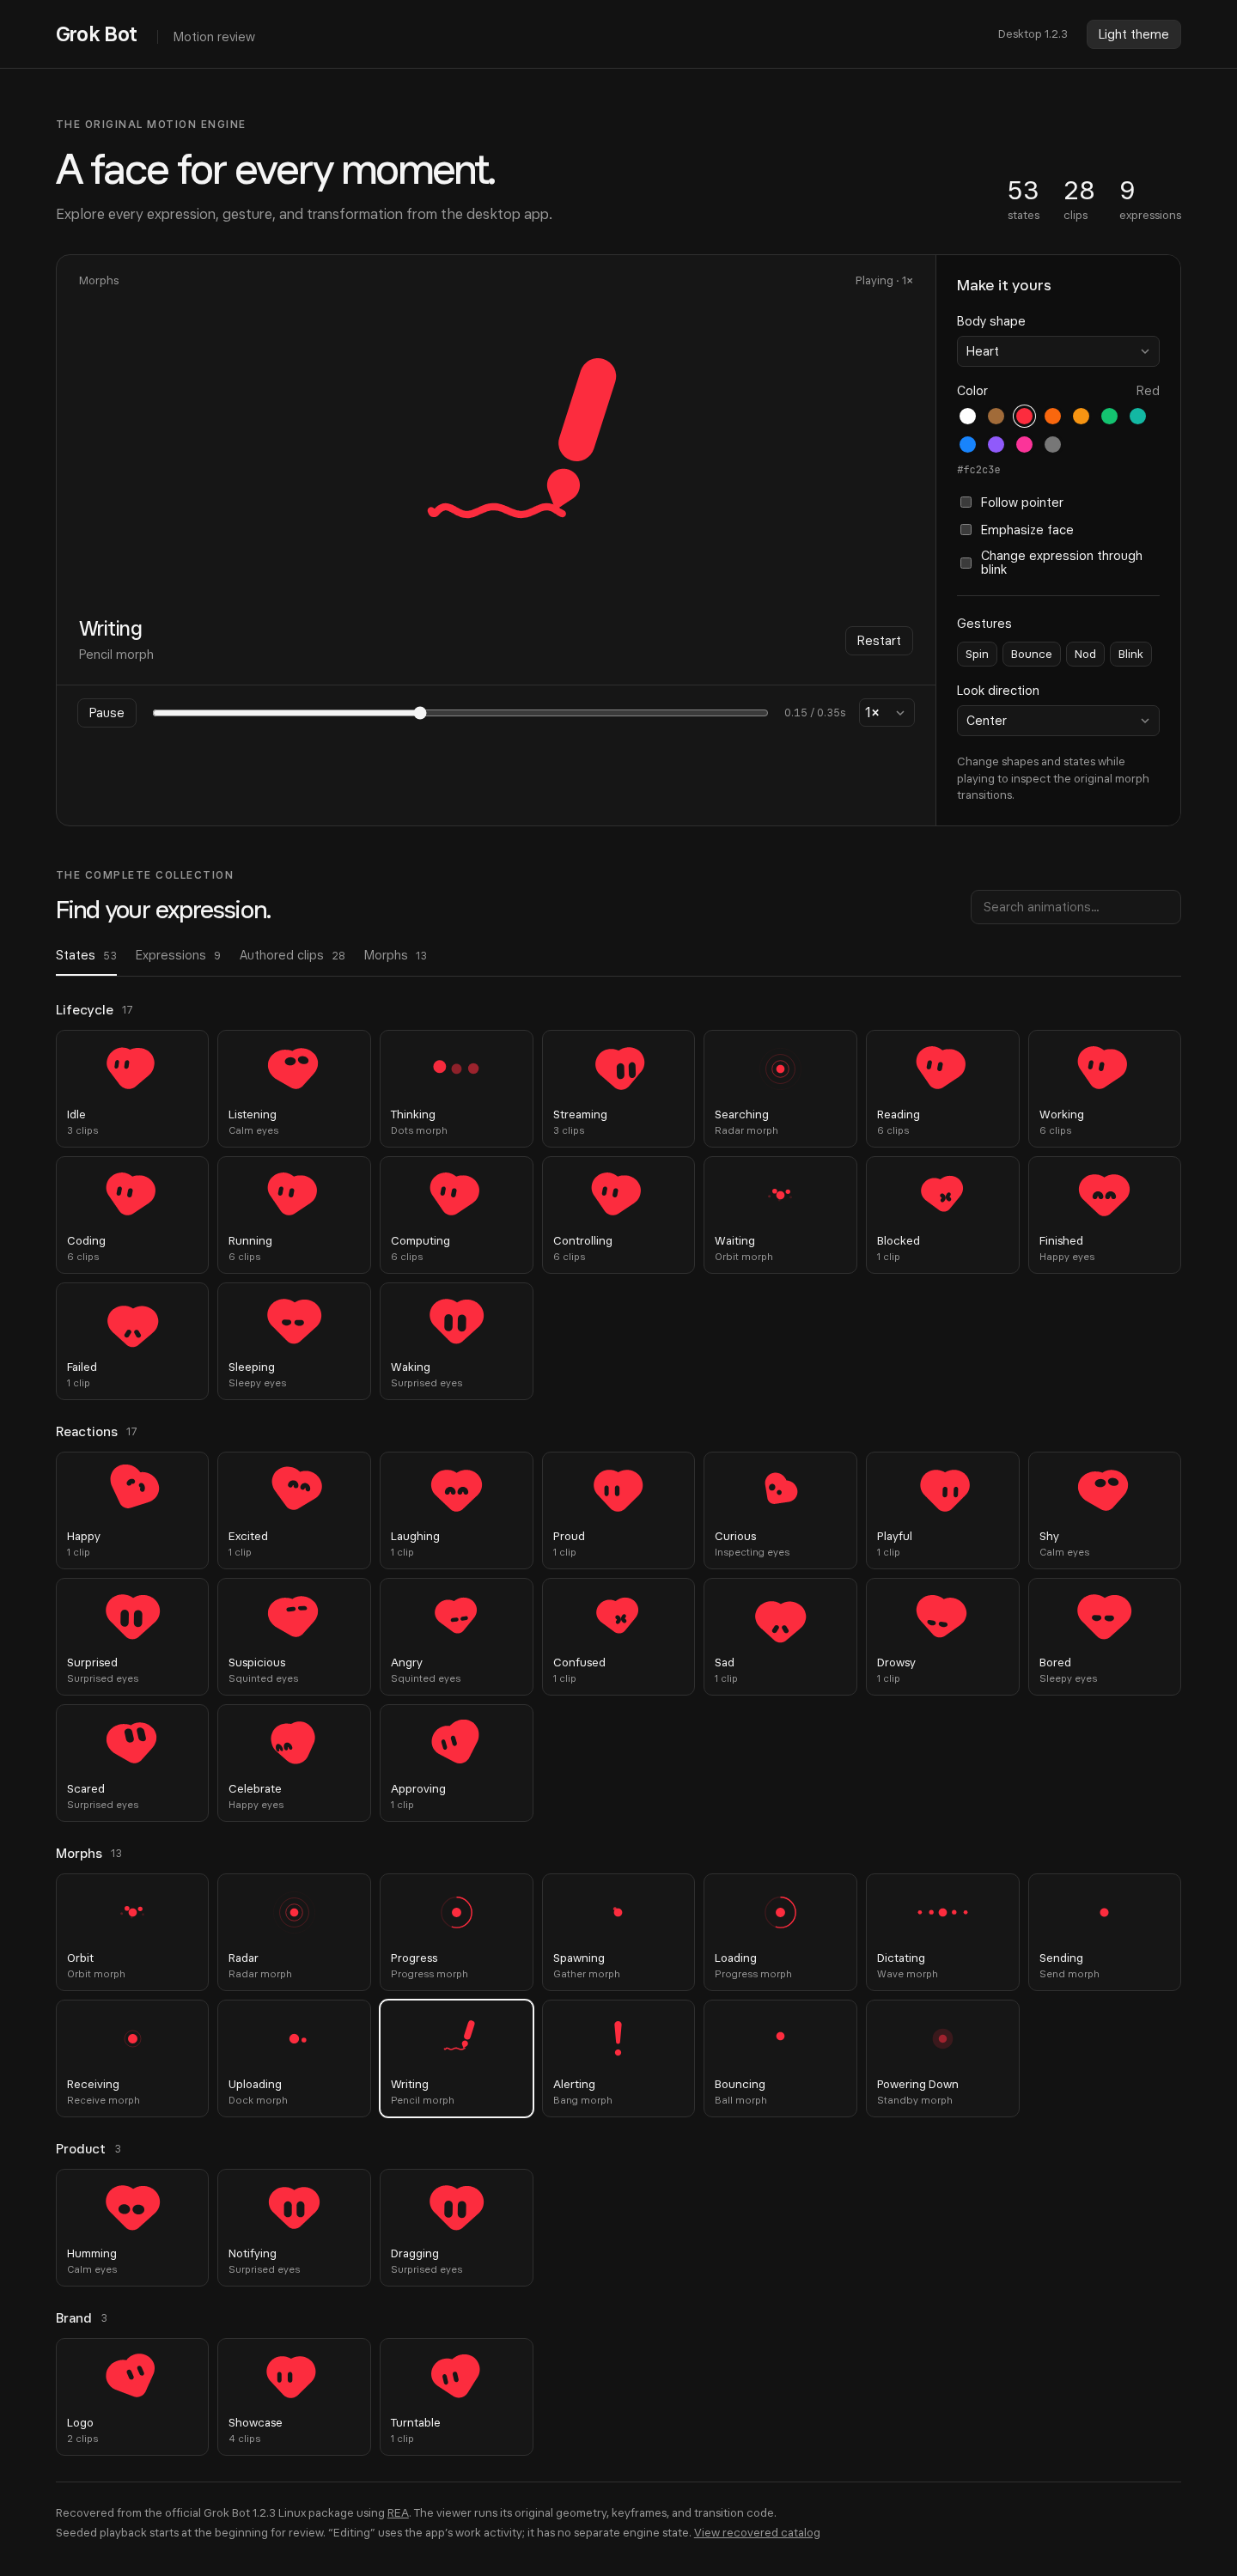 Grok Bot
Motion review
Desktop 1.2.3
Light theme
THE ORIGINAL MOTION ENGINE
A face for every moment.
Explore every expression, gesture, and transformation from the desktop app.
53
states
28
clips
9
expressions
Morphs
Playing · 1×
Writing
Pencil morph
Restart
Pause
0.15 / 0.35s
1×
Make it yours
Body shape
Heart
Color
Red
#fc2c3e
Follow pointer
Emphasize face
Change expression through
blink
Gestures
Spin
Bounce
Nod
Blink
Look direction
Center
Change shapes and states while
playing to inspect the original morph
transitions.
THE COMPLETE COLLECTION
Find your expression.
Search animations…
States 53
Expressions 9
Authored clips 28
Morphs 13
Lifecycle 17
Idle
3 clips
Listening
Calm eyes
Thinking
Dots morph
Streaming
3 clips
Searching
Radar morph
Reading
6 clips
Working
6 clips
Coding
6 clips
Running
6 clips
Computing
6 clips
Controlling
6 clips
Waiting
Orbit morph
Blocked
1 clip
Finished
Happy eyes
Failed
1 clip
Sleeping
Sleepy eyes
Waking
Surprised eyes
Reactions 17
Happy
1 clip
Excited
1 clip
Laughing
1 clip
Proud
1 clip
Curious
Inspecting eyes
Playful
1 clip
Shy
Calm eyes
Surprised
Surprised eyes
Suspicious
Squinted eyes
Angry
Squinted eyes
Confused
1 clip
Sad
1 clip
Drowsy
1 clip
Bored
Sleepy eyes
Scared
Surprised eyes
Celebrate
Happy eyes
Approving
1 clip
Morphs 13
Orbit
Orbit morph
Radar
Radar morph
Progress
Progress morph
Spawning
Gather morph
Loading
Progress morph
Dictating
Wave morph
Sending
Send morph
Receiving
Receive morph
Uploading
Dock morph
Writing
Pencil morph
Alerting
Bang morph
Bouncing
Ball morph
Powering Down
Standby morph
Product 3
Humming
Calm eyes
Notifying
Surprised eyes
Dragging
Surprised eyes
Brand 3
Logo
2 clips
Showcase
4 clips
Turntable
1 clip
Recovered from the official Grok Bot 1.2.3 Linux package using REA. The viewer runs its original geometry, keyframes, and transition code.
Seeded playback starts at the beginning for review. “Editing” uses the app's work activity; it has no separate engine state. View recovered catalog